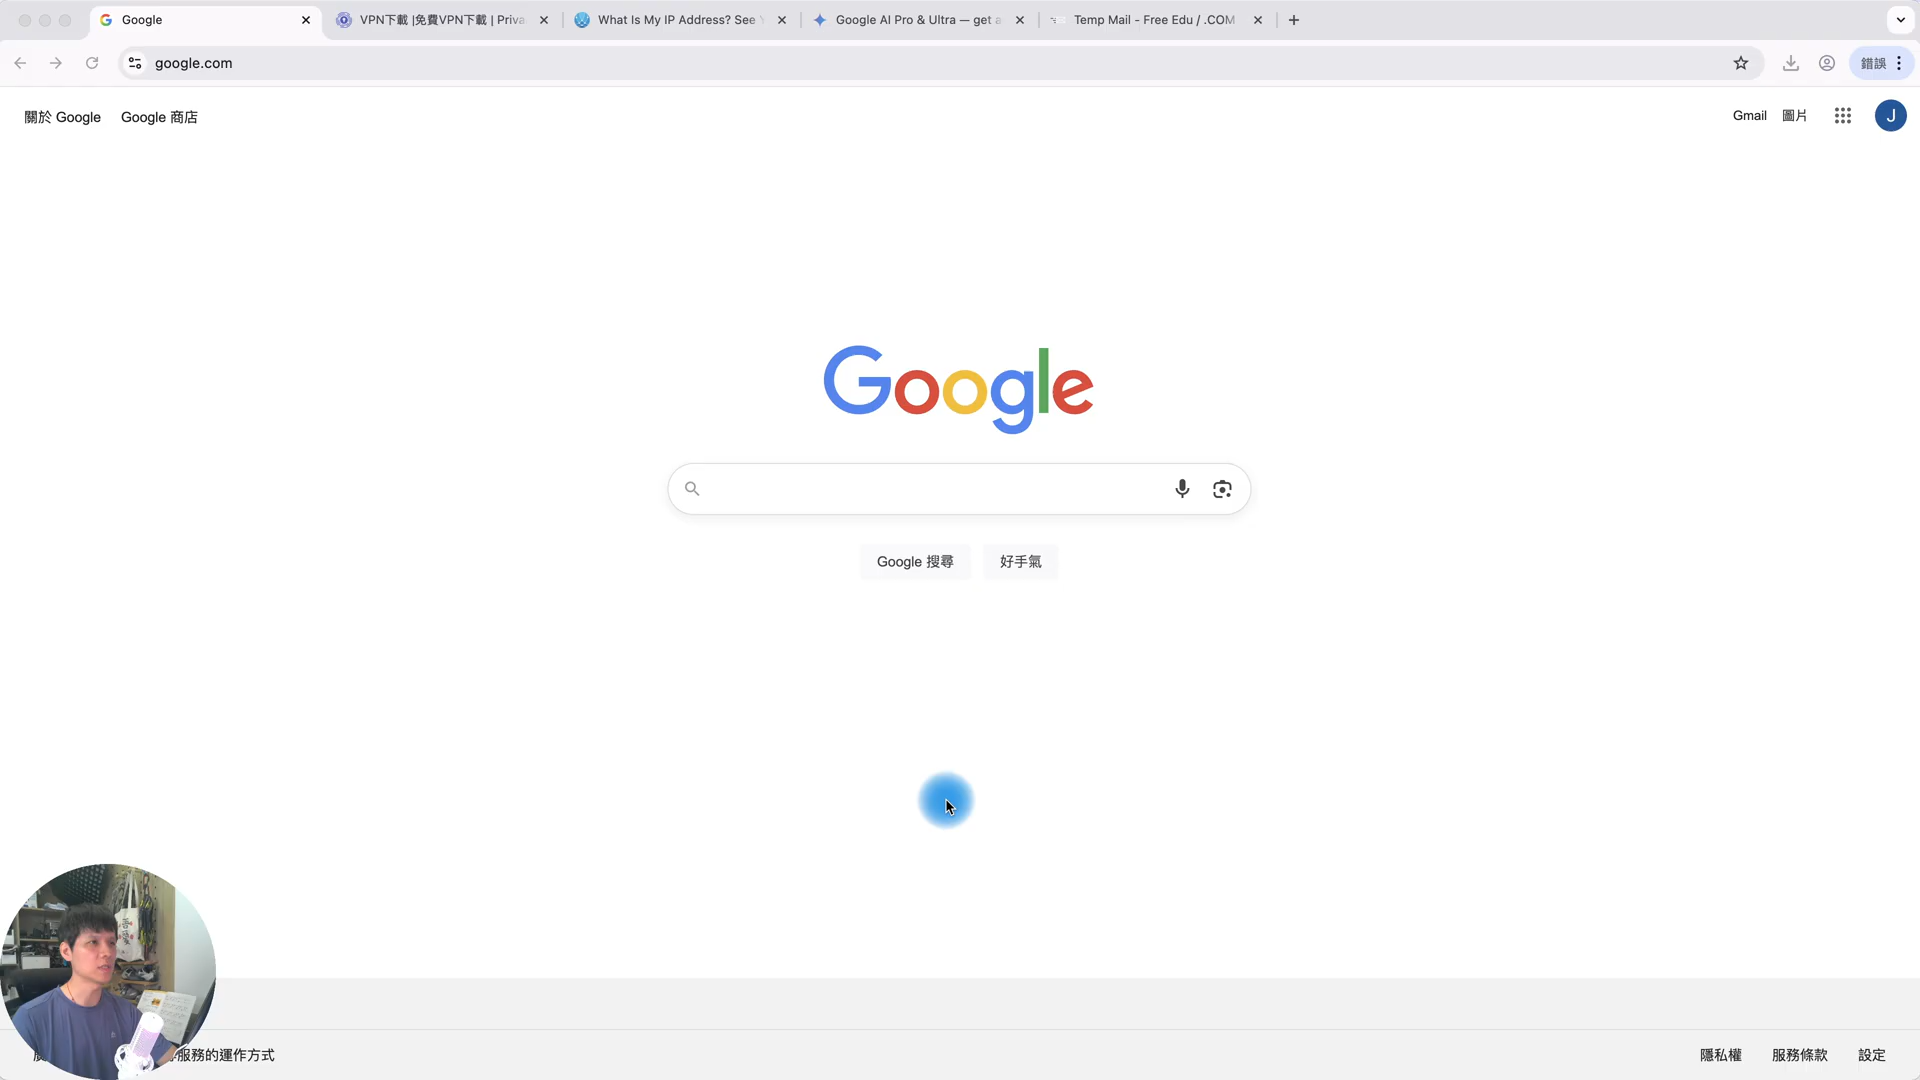 Google
VPN下載 |免費VPN下載 | Priva
What Is My IP Address? See
Google AI Pro & Ultra — get a
Temp Mail - Free Edu / .COM
google.com
錯誤
關於 Google
Google 商店
Gmail
圖片
J
Google
Google 搜尋
好手氣
服務的運作方式
隱私權
服務條款
設定